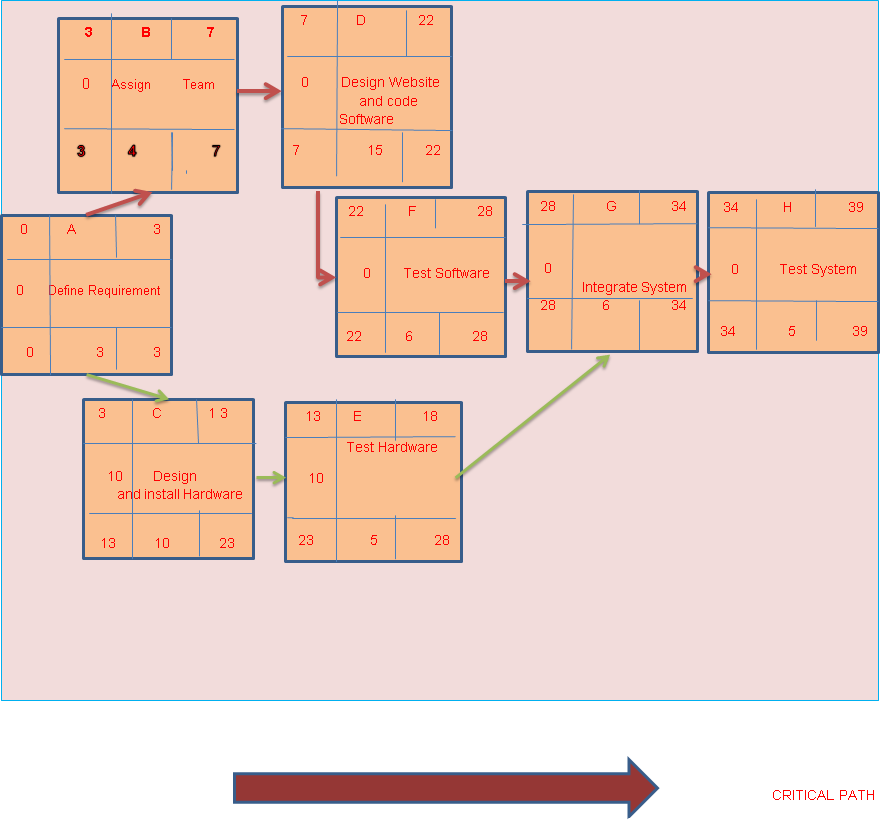 3 B 7
0 Assign Team
3 4 7
7 D 22
0 Design Website
and code
Software
7 15 22
0 A 3
0 Define Requirement
0 3 3
22 F 28
0 Test Software
22 6 28
28 G 34
0
Integrate System
28 6 34
34 H 39
0 Test System
34 5 39
3 C 1 3
10 Design
and install Hardware
13 10 23
13 E 18
Test Hardware
10
23 5 28
CRITICAL PATH